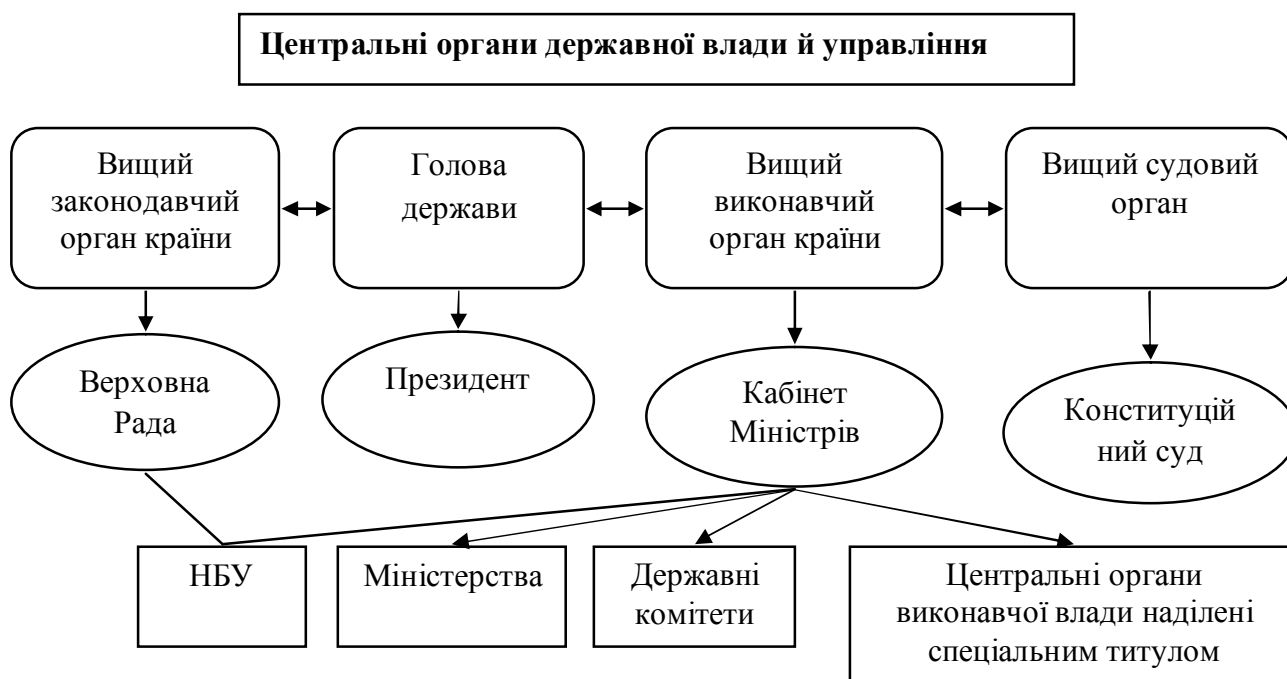 Центральні органи державної влади й управління
Вищий
законодавчий
орган країни
Голова
держави
Вищий
виконавчий
орган країни
Вищий судовий
орган
Верховна
Рада
Президент
Кабінет
Міністрів
Конституцій
ний суд
НБУ
Міністерства
Державні
комітети
Центральні органи
виконавчої влади наділені
спеціальним титулом